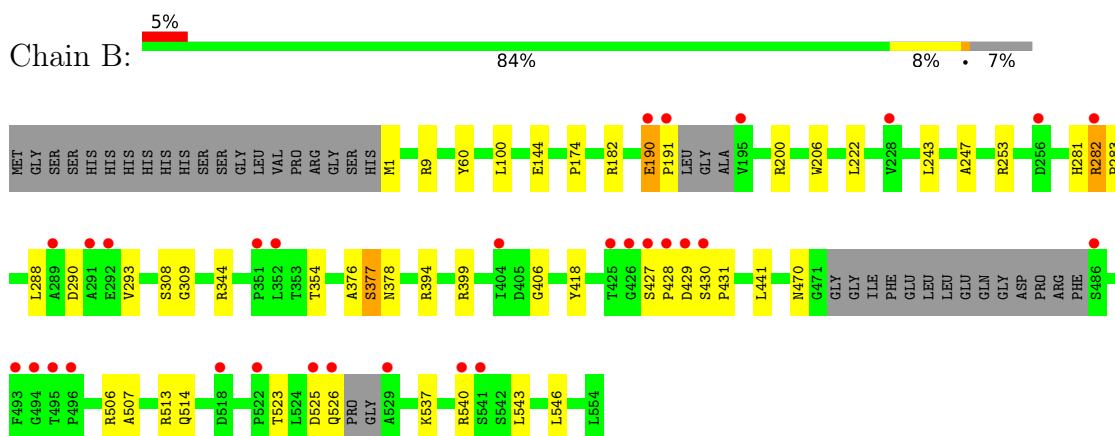 5%
Chain B:
84% 8% • 7%
MET GLY SER SER HIS HIS HIS HIS HIS HIS SER SER GLY LEU VAL PRO ARG GLY SER HIS M1 R9 Y60 L100 E144 P174 R182 E190 P191 LEU GLY ALA V195 R200 W206 L222 V228 L243 A247 R253 D256 H281 R282 R283
L288 A289 D290 A291 E292 V293 S308 G309 R344 P351 L352 T353 T354 A376 S377 N378 R394 R399 I404 D405 G406 Y418 T425 G426 S427 P428 D429 S430 P431 L441 N470 G471 GLY GLY ILE PHE GLU LEU LEU GLU GLN GLY ASP PRO ARG PHE S486
F493 G494 T495 P496 R506 A507 R513 Q514 D518 P522 T523 L524 D525 Q526 PRO GLY A529 K537 R540 S541 S542 L543 L546 L554